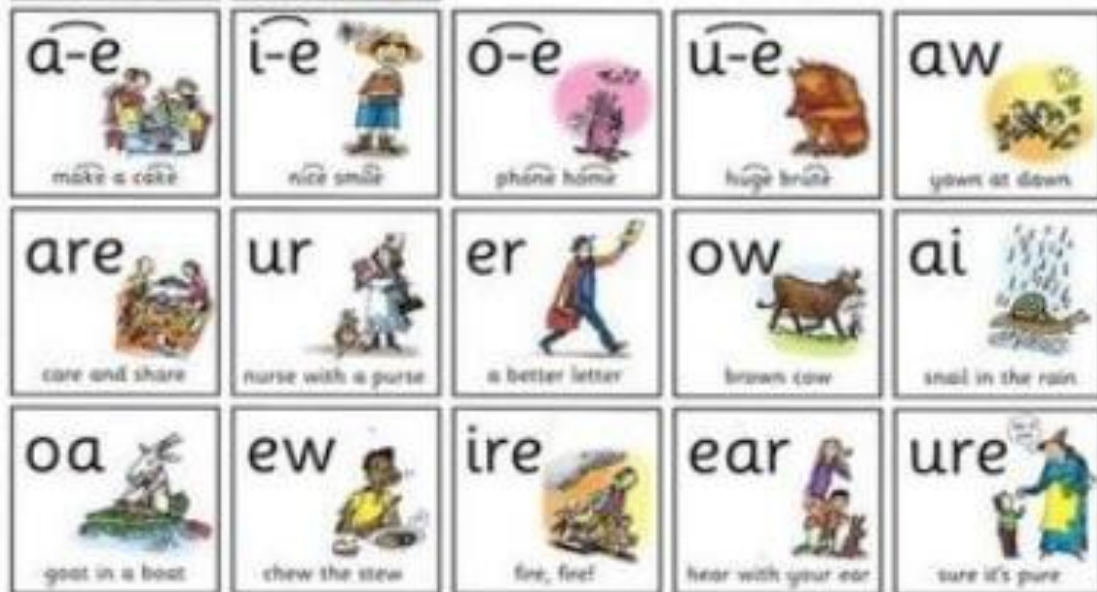 a-e
make a cake
i-e
nice smile
o-e
phone home
u-e
huge brute
aw
yawn at dawn
are
care and share
ur
nurse with a purse
er
a better letter
ow
brown cow
ai
snail in the rain
oa
goat in a boat
ew
chew the stew
ire
fire, fire!
ear
hear with your ear
ure
sure it's pure